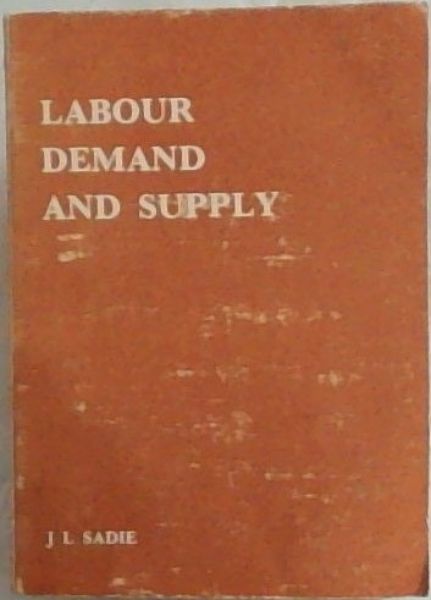 LABOUR
DEMAND
AND SUPPLY
J L SADIE